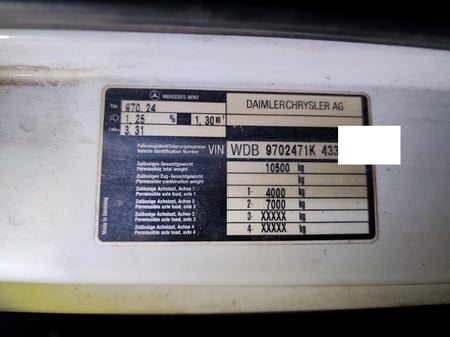 MERCEDES-BENZ
DAIMLERCHRYSLER AG
Typ 970.24
1,25 % 1,30 m
3,31
Fahrzeugidentifizierungsnummer
Vehicle Identification Number
VIN WDB 9702471K 433
Zulässiges Gesamtgewicht
Permissible total weight
10500 kg
Zulässiges Zug.-Gesamtgewicht
Permissible combination weight
kg
Zulässige Achslast, Achse 1
Permissible axle load, axle 1
1- 4000 kg
Zulässige Achslast, Achse 2
Permissible axle load, axle 2
2- 7000 kg
Zulässige Achslast, Achse 3
Permissible axle load, axle 3
3- XXXXX kg
Zulässige Achslast, Achse 4
Permissible axle load, axle 4
4- XXXXX kg
Made in Germany